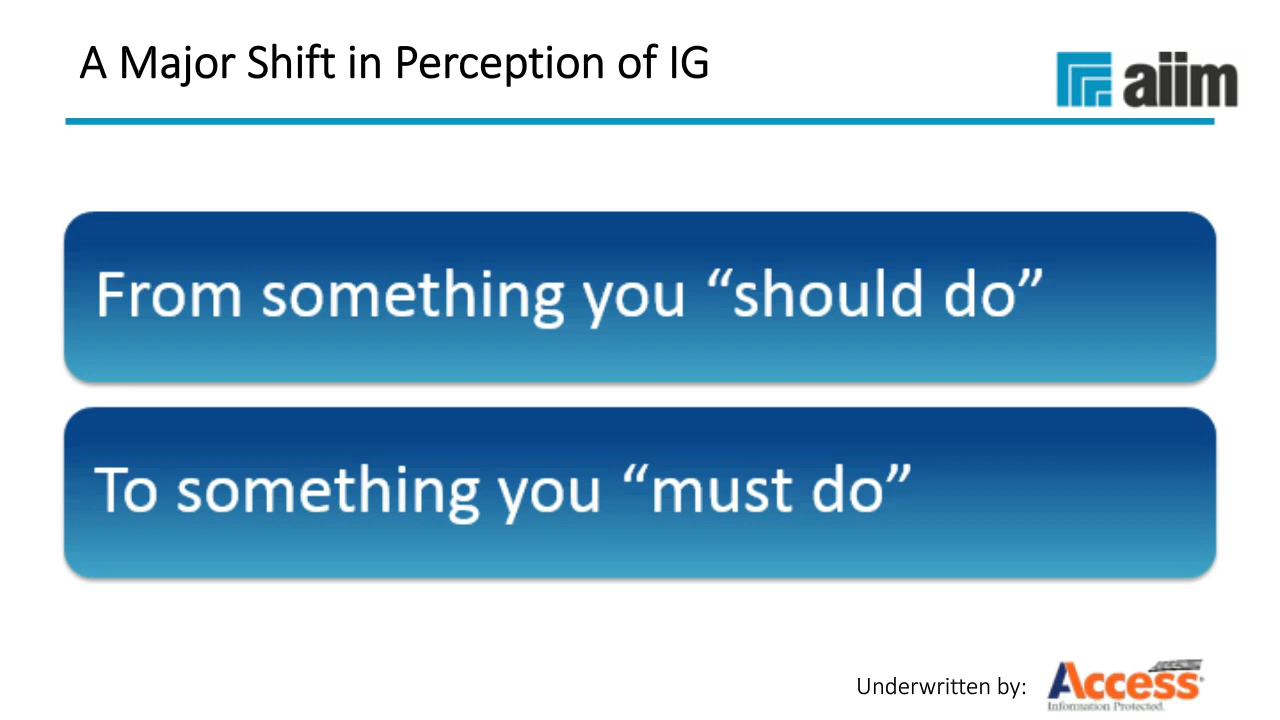 A Major Shift in Perception of IG
aiim
From something you “should do”
To something you “must do”
Underwritten by:
Access
Information Protected.